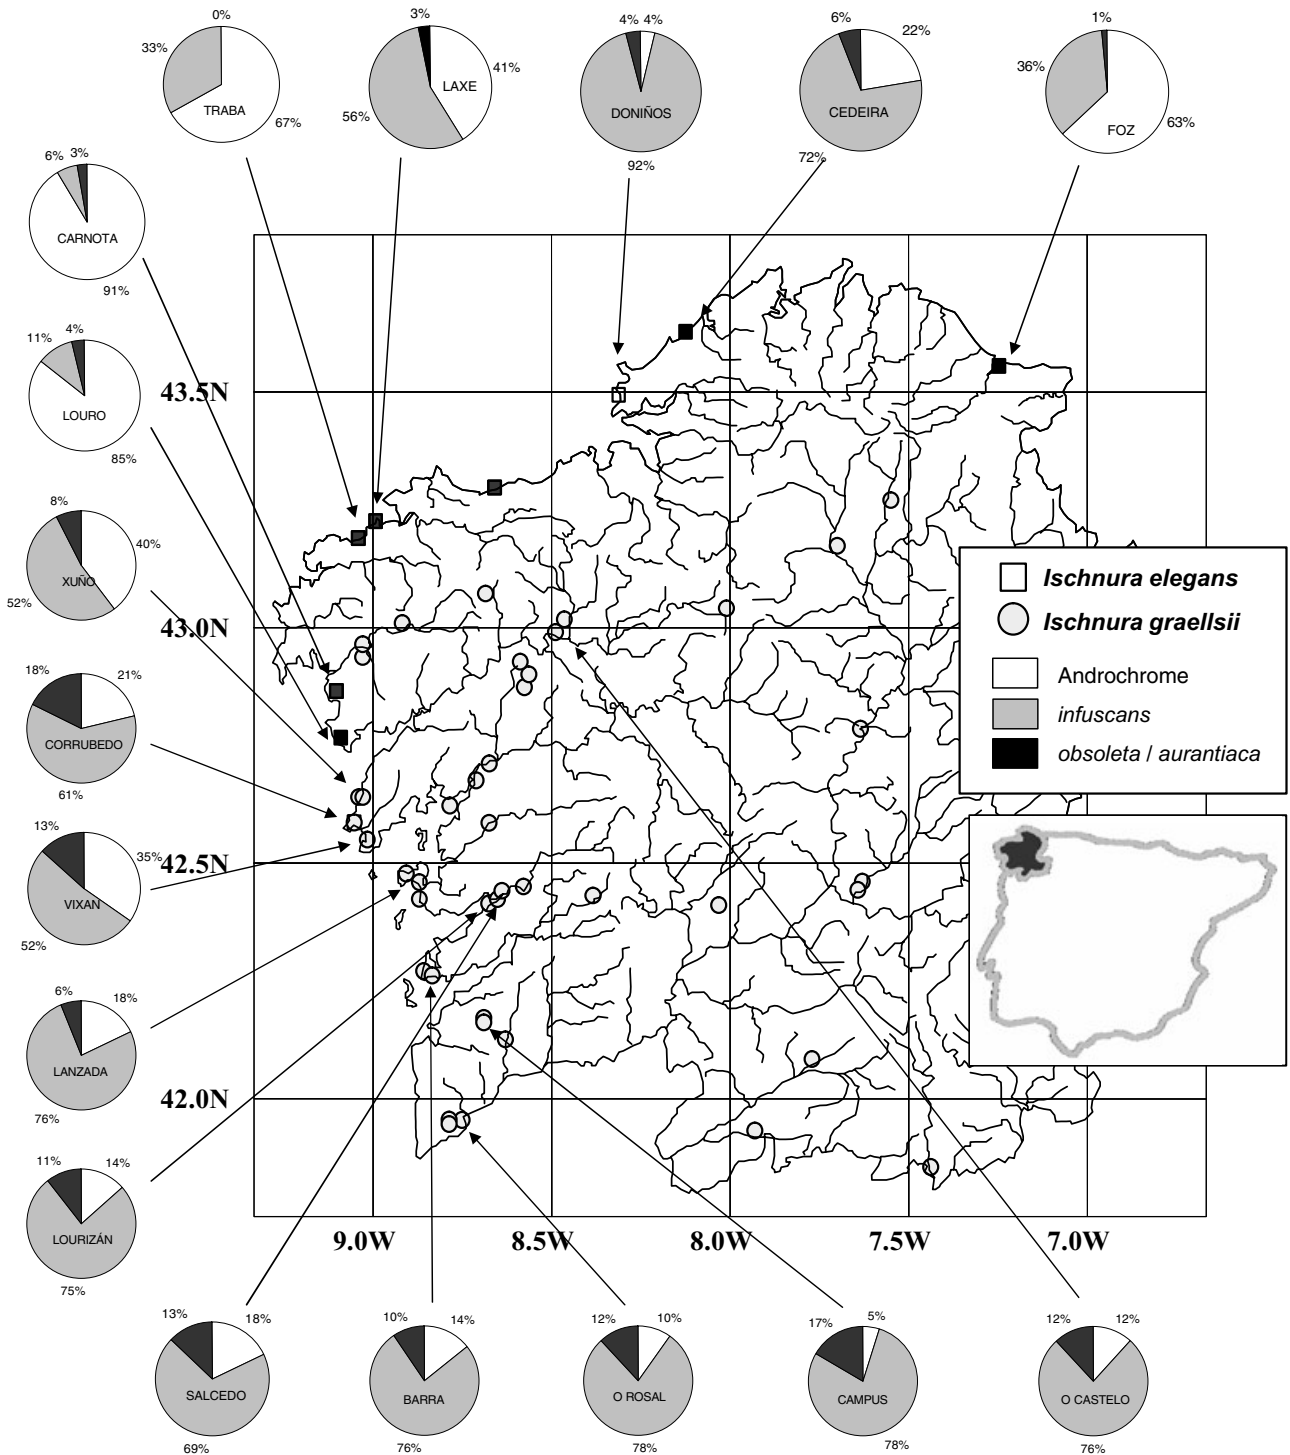 0%
33%
TRABA
67%
3%
LAXE
41%
56%
4% 4%
DONIÑOS
92%
6%
22%
CEDEIRA
72%
1%
36%
FOZ
63%
6% 3%
CARNOTA
91%
11% 4%
LOURO
85%
8%
40%
XUÑO
52%
18%
21%
CORRUBEDO
61%
13%
35%
VIXAN
52%
6%
18%
LANZADA
76%
11%
14%
LOURIZÁN
75%
43.5N
43.0N
42.5N
42.0N
9.0W
8.5W
8.0W
7.5W
7.0W
Ischnura elegans
Ischnura graellsii
Androchrome
infuscans
obsoleta / aurantiaca
13%
18%
SALCEDO
69%
10%
14%
BARRA
76%
12%
10%
O ROSAL
78%
17%
5%
CAMPUS
78%
12%
12%
O CASTELO
76%